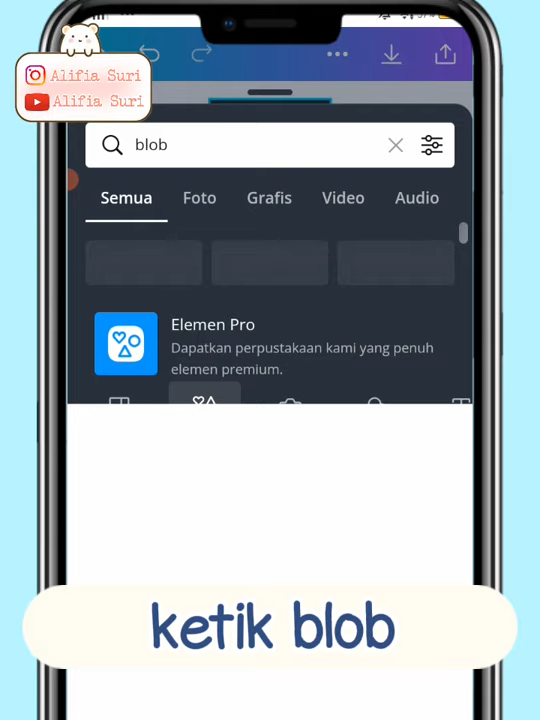 Alifia Suri
Alifia Suri
blob
Semua Foto Grafis Video Audio
Elemen Pro
Dapatkan perpustakaan kami yang penuh
elemen premium.
ketik blob